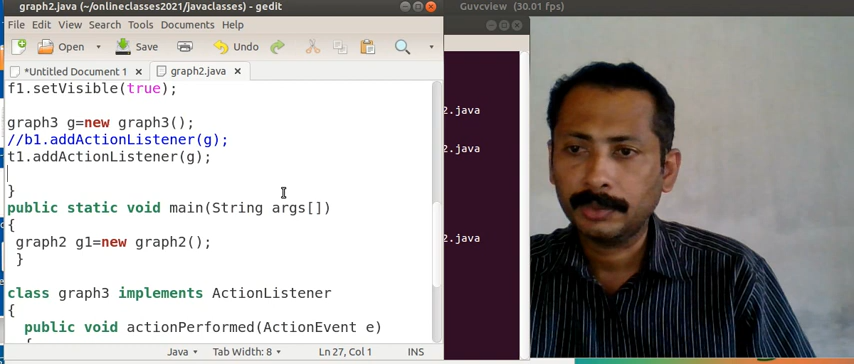 graph2.java (~/onlineclasses2021/javaclasses) - gedit
Guvcview (30.01 fps)
File Edit View Search Tools Documents Help
Open Save Undo
*Untitled Document 1 × graph2.java ×
f1.setVisible(true);
graph3 g=new graph3();
//b1.addActionListener(g);
t1.addActionListener(g);
}
public static void main(String args[])
{
graph2 g1=new graph2();
}
class graph3 implements ActionListener
{
public void actionPerformed(ActionEvent e)
2.java
2.java
2.java
Java Tab Width: 8 Ln 27, Col 1 INS